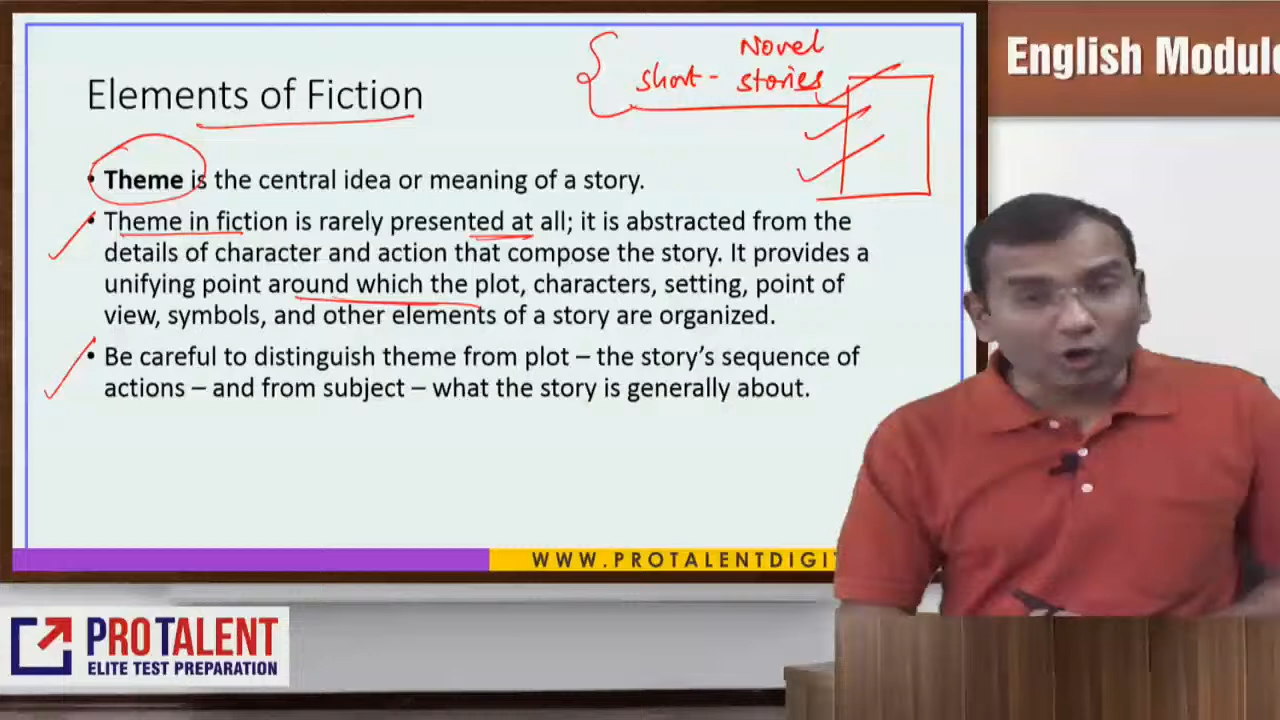 English Module
Novel
short - stories
Elements of Fiction
• Theme is the central idea or meaning of a story.
• Theme in fiction is rarely presented at all; it is abstracted from the
details of character and action that compose the story. It provides a
unifying point around which the plot, characters, setting, point of
view, symbols, and other elements of a story are organized.
• Be careful to distinguish theme from plot – the story's sequence of
actions – and from subject – what the story is generally about.
WWW.PROTALENTDIGIT
PROTALENT
ELITE TEST PREPARATION